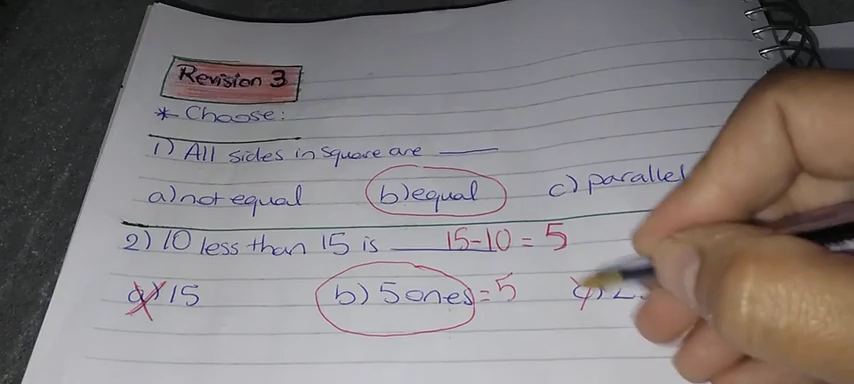 Revision 3
* Choose:
1) All sides in square are ____
a) not equal b) equal c) parallel
2) 10 less than 15 is ____ 15-10 = 5
a) 15 b) 5 ones = 5 c)